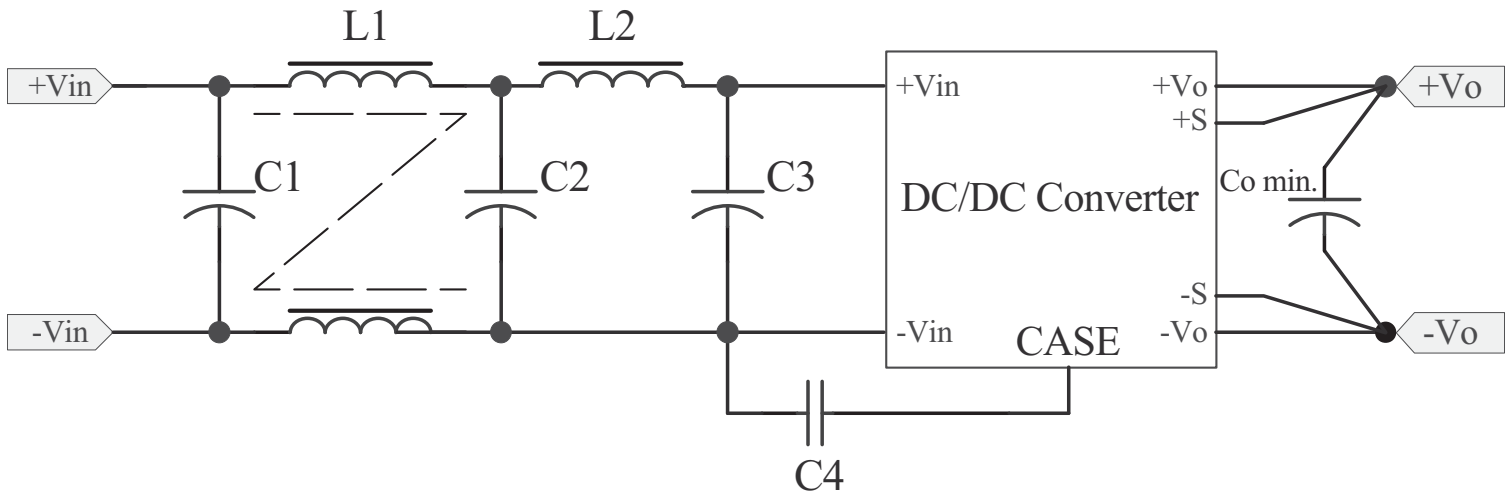 L1
L2
+Vin
+Vin
+Vo
+Vo
+S
C1
C2
C3
DC/DC Converter
Co min.
-S
-Vin
-Vin
CASE
-Vo
-Vo
C4